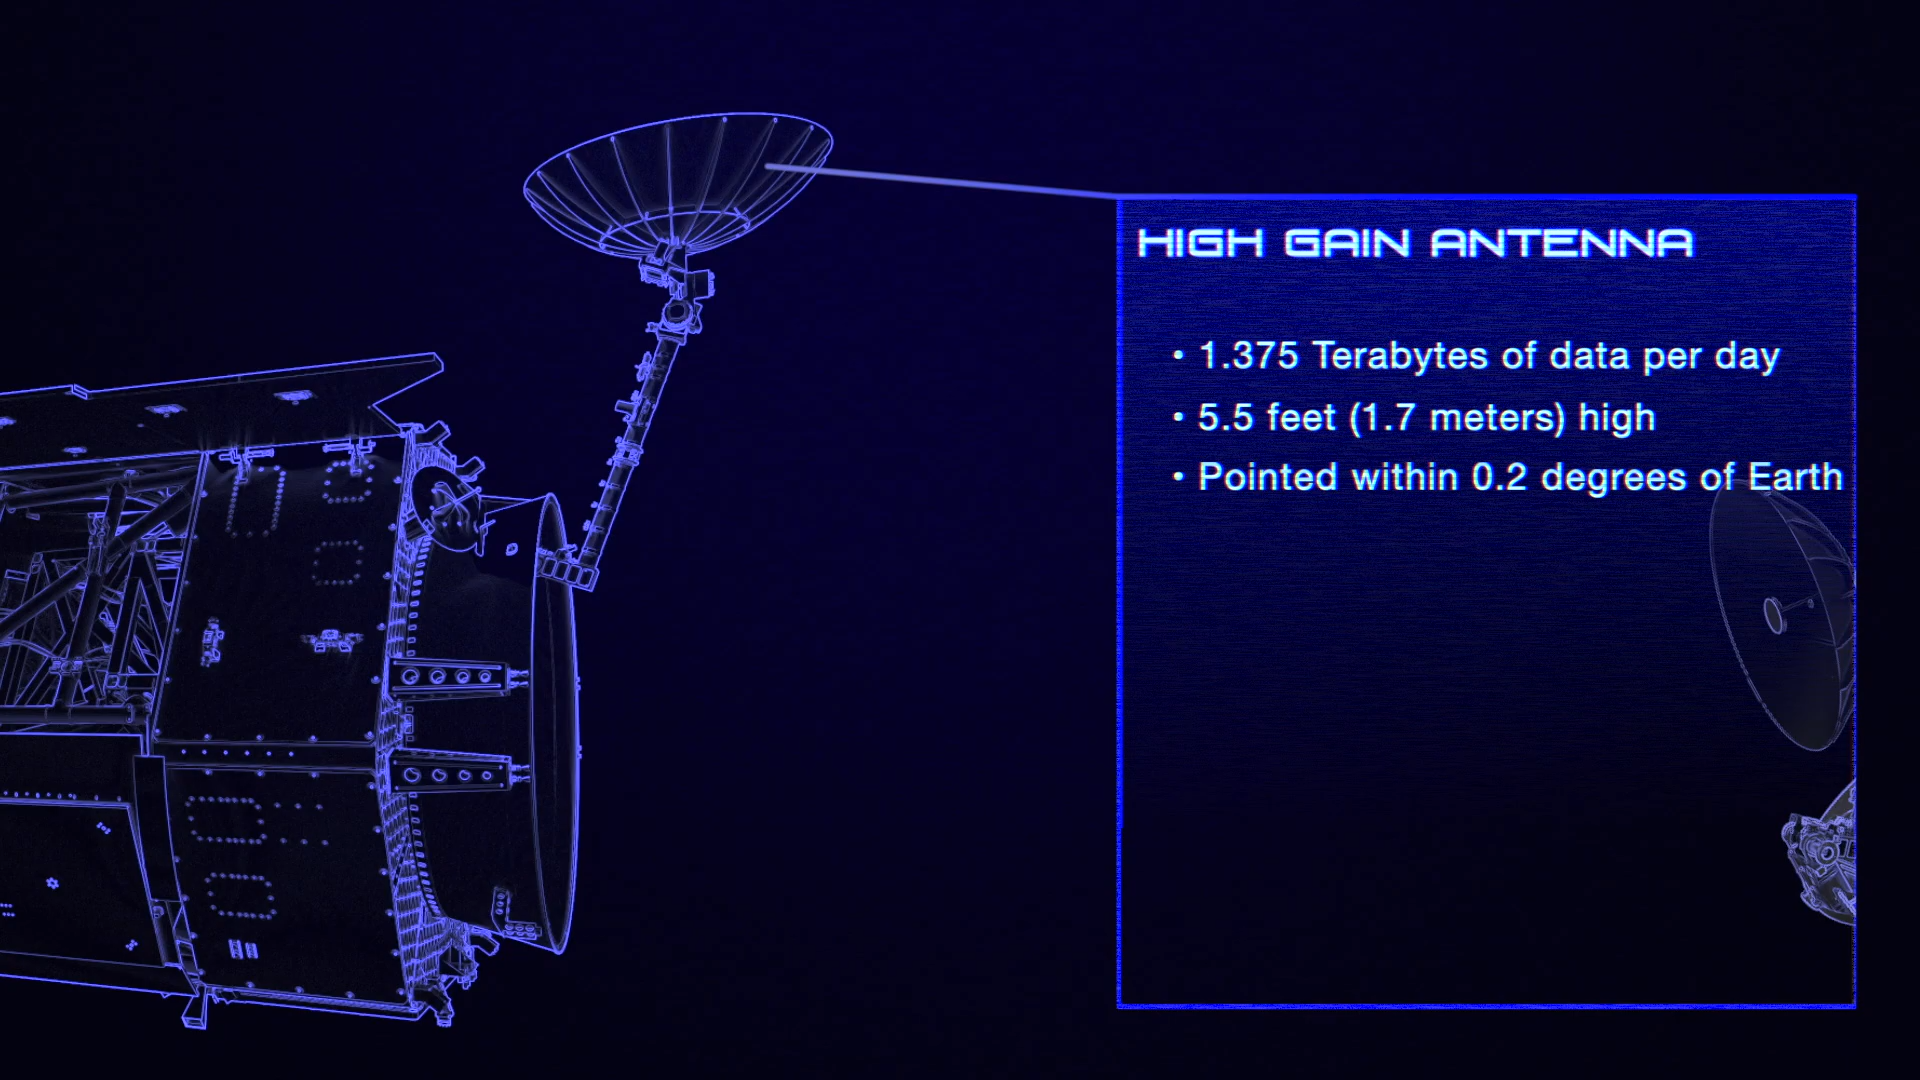 HIGH GAIN ANTENNA
• 1.375 Terabytes of data per day
• 5.5 feet (1.7 meters) high
• Pointed within 0.2 degrees of Earth